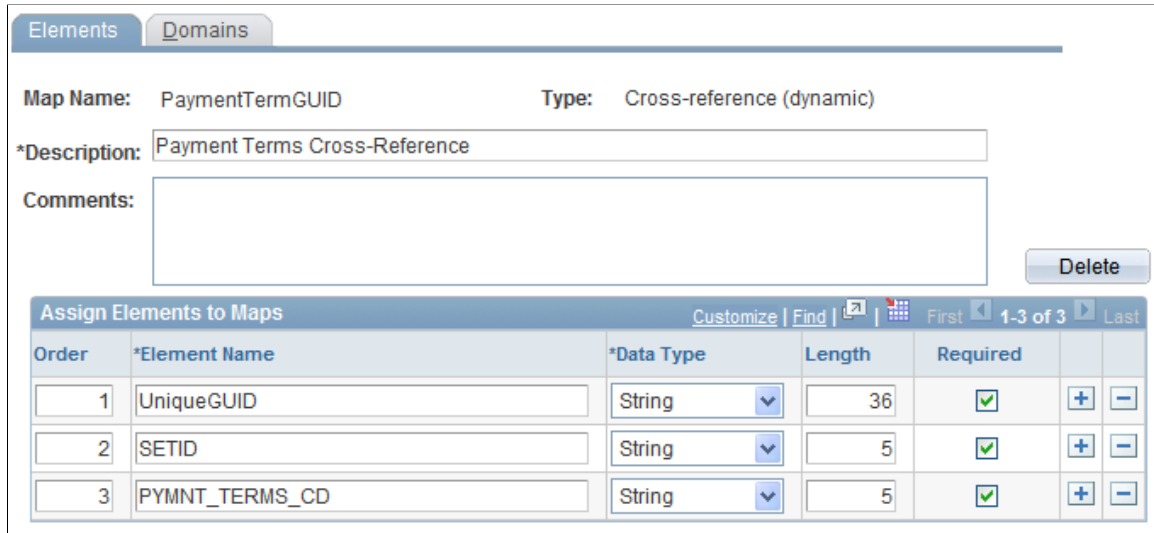 Elements Domains
Map Name: PaymentTermGUID Type: Cross-reference (dynamic)
*Description: Payment Terms Cross-Reference
Comments:
Delete
Assign Elements to Maps Customize | Find | | First 1-3 of 3 Last
Order *Element Name *Data Type Length Required
1 UniqueGUID String 36
2 SETID String 5
3 PYMNT_TERMS_CD String 5